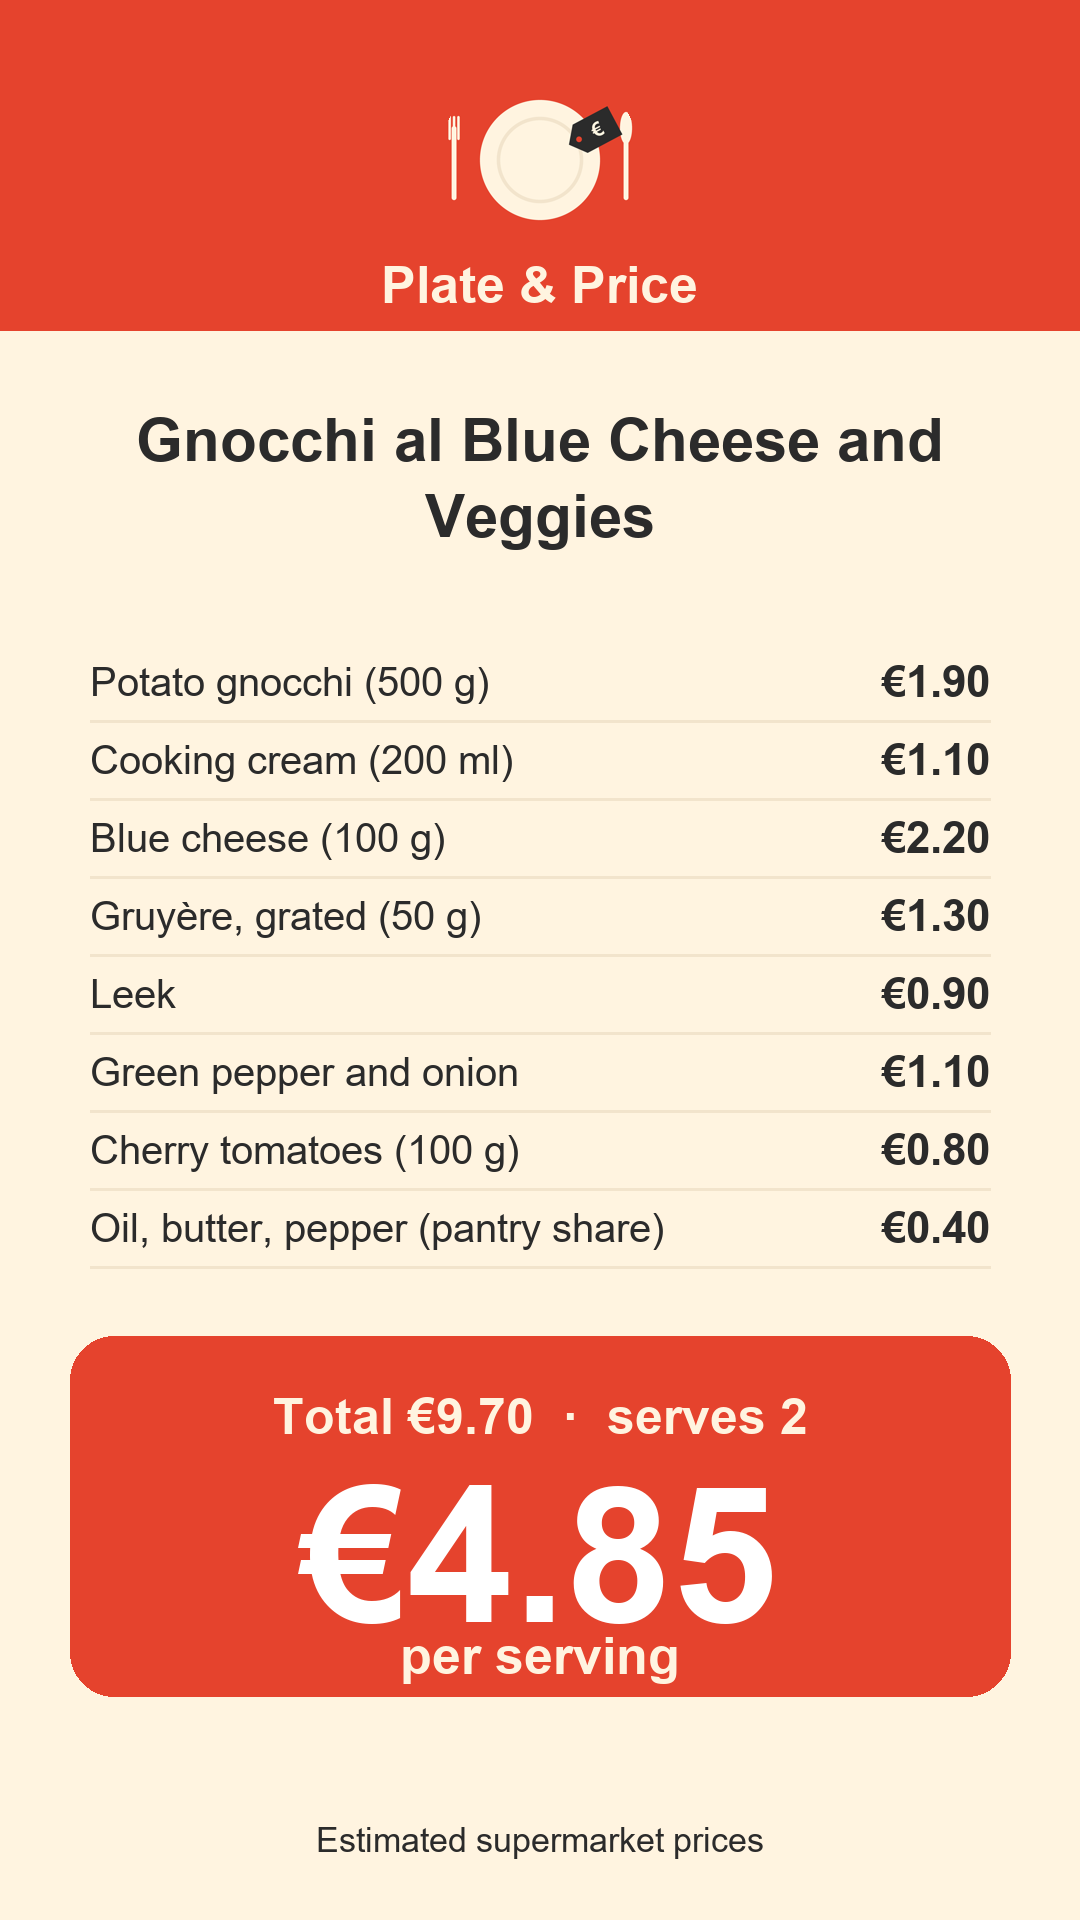 €
Plate & Price
Gnocchi al Blue Cheese and
Veggies
Potato gnocchi (500 g) €1.90
Cooking cream (200 ml) €1.10
Blue cheese (100 g) €2.20
Gruyère, grated (50 g) €1.30
Leek €0.90
Green pepper and onion €1.10
Cherry tomatoes (100 g) €0.80
Oil, butter, pepper (pantry share) €0.40
Total €9.70 · serves 2
€4.85
per serving
Estimated supermarket prices